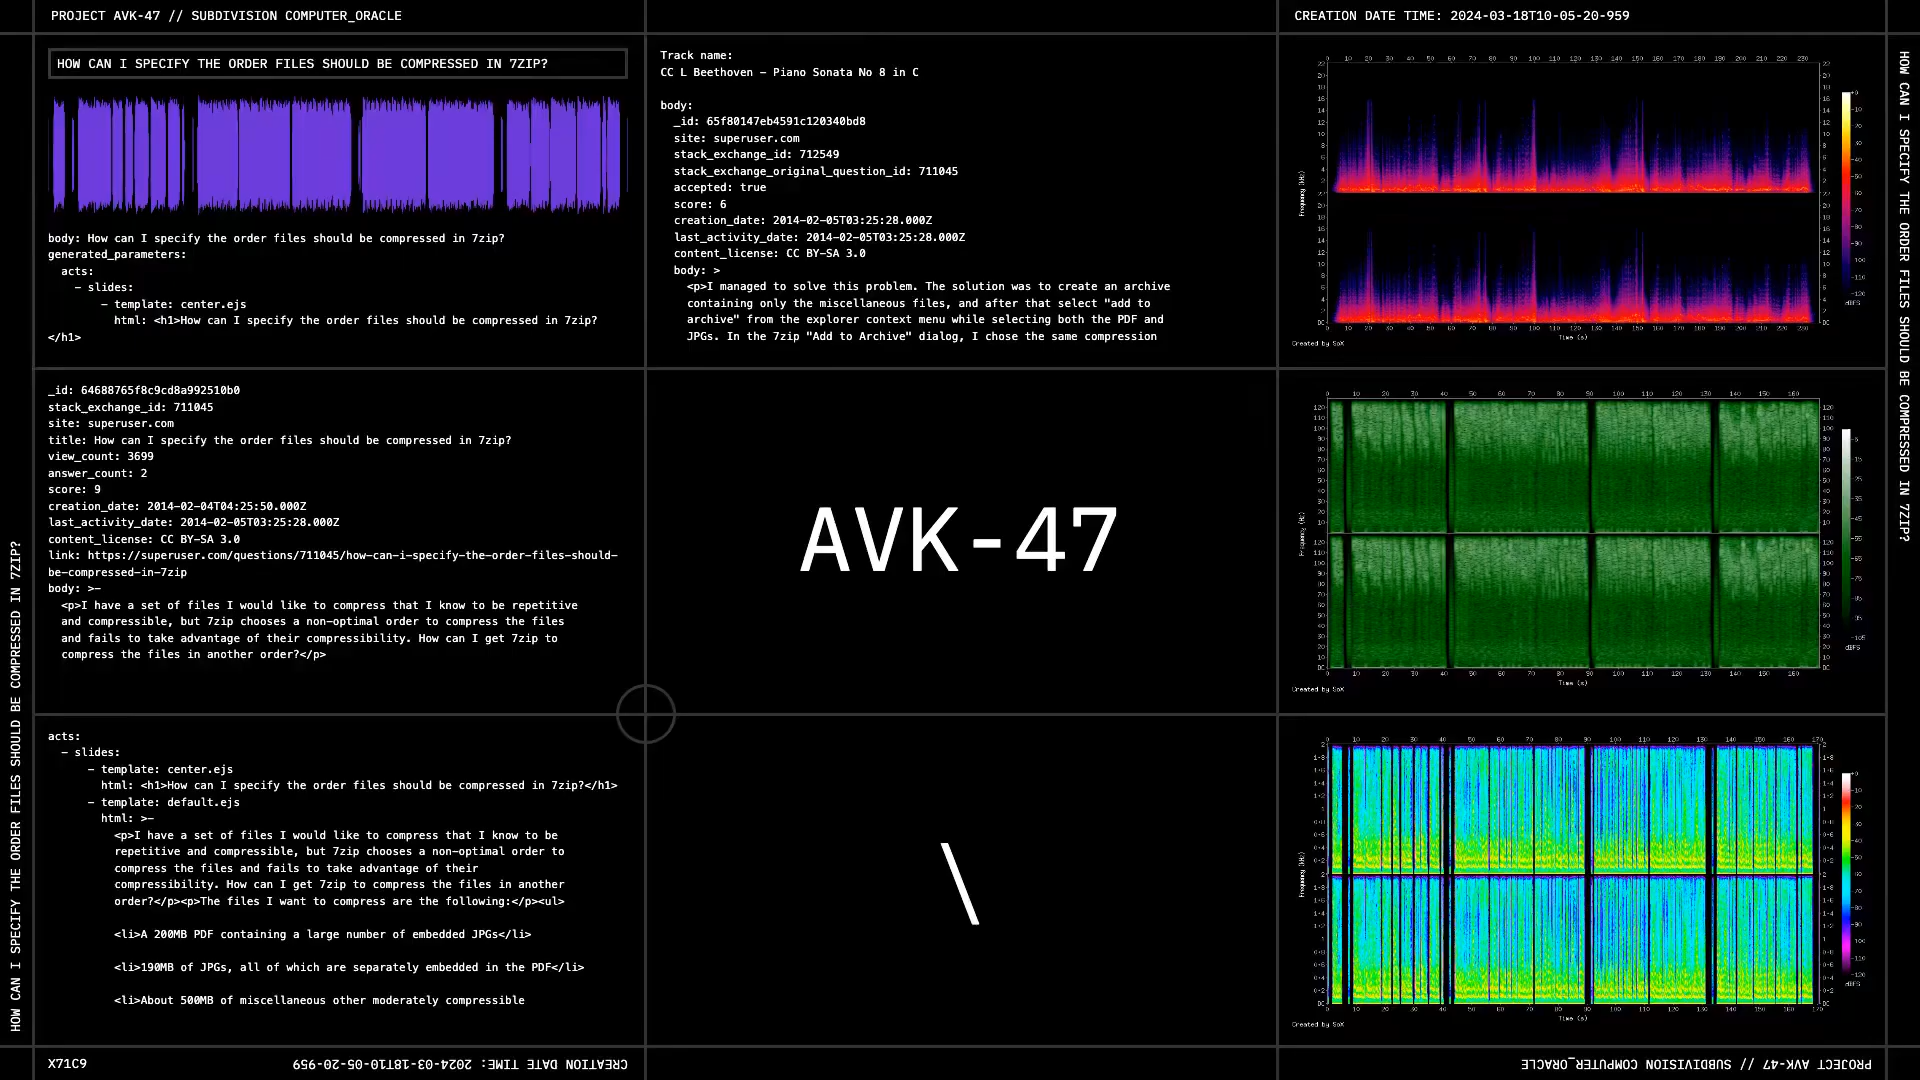 PROJECT AVK-47 // SUBDIVISION COMPUTER_ORACLE
CREATION DATE TIME: 2024-03-18T10-05-20-959
HOW CAN I SPECIFY THE ORDER FILES SHOULD BE COMPRESSED IN 7ZIP?
body: How can I specify the order files should be compressed in 7zip?
generated_parameters:
acts:
– slides:
– template: center.ejs
html: <h1>How can I specify the order files should be compressed in 7zip?
</h1>
Track name:
CC L Beethoven – Piano Sonata No 8 in C
body:
_id: 65f80147eb4591c120340bd8
site: superuser.com
stack_exchange_id: 712549
stack_exchange_original_question_id: 711045
accepted: true
score: 6
creation_date: 2014-02-05T03:25:28.000Z
last_activity_date: 2014-02-05T03:25:28.000Z
content_license: CC BY-SA 3.0
body: >
<p>I managed to solve this problem. The solution was to create an archive
containing only the miscellaneous files, and after that select "add to
archive" from the explorer context menu while selecting both the PDF and
JPGs. In the 7zip "Add to Archive" dialog, I chose the same compression
Frequency (kHz)
Time (s)
dBFS
Created by SoX
_id: 64688765f8c9cd8a992510b0
stack_exchange_id: 711045
site: superuser.com
title: How can I specify the order files should be compressed in 7zip?
view_count: 3699
answer_count: 2
score: 9
creation_date: 2014-02-04T04:25:50.000Z
last_activity_date: 2014-02-05T03:25:28.000Z
content_license: CC BY-SA 3.0
link: https://superuser.com/questions/711045/how-can-i-specify-the-order-files-should-
be-compressed-in-7zip
body: >-
<p>I have a set of files I would like to compress that I know to be repetitive
and compressible, but 7zip chooses a non-optimal order to compress the files
and fails to take advantage of their compressibility. How can I get 7zip to
compress the files in another order?</p>
AVK-47
Frequency (Hz)
Time (s)
dBFS
Created by SoX
acts:
– slides:
– template: center.ejs
html: <h1>How can I specify the order files should be compressed in 7zip?</h1>
– template: default.ejs
html: >-
<p>I have a set of files I would like to compress that I know to be
repetitive and compressible, but 7zip chooses a non-optimal order to
compress the files and fails to take advantage of their
compressibility. How can I get 7zip to compress the files in another
order?</p><p>The files I want to compress are the following:</p><ul>
<li>A 200MB PDF containing a large number of embedded JPGs</li>
<li>190MB of JPGs, all of which are separately embedded in the PDF</li>
<li>About 500MB of miscellaneous other moderately compressible
\
Frequency (kHz)
Time (s)
dBFS
Created by SoX
HOW CAN I SPECIFY THE ORDER FILES SHOULD BE COMPRESSED IN 7ZIP?
HOW CAN I SPECIFY THE ORDER FILES SHOULD BE COMPRESSED IN 7ZIP?
X71C9
CREATION DATE TIME: 2024-03-18T10-05-20-959
PROJECT AVK-47 // SUBDIVISION COMPUTER_ORACLE